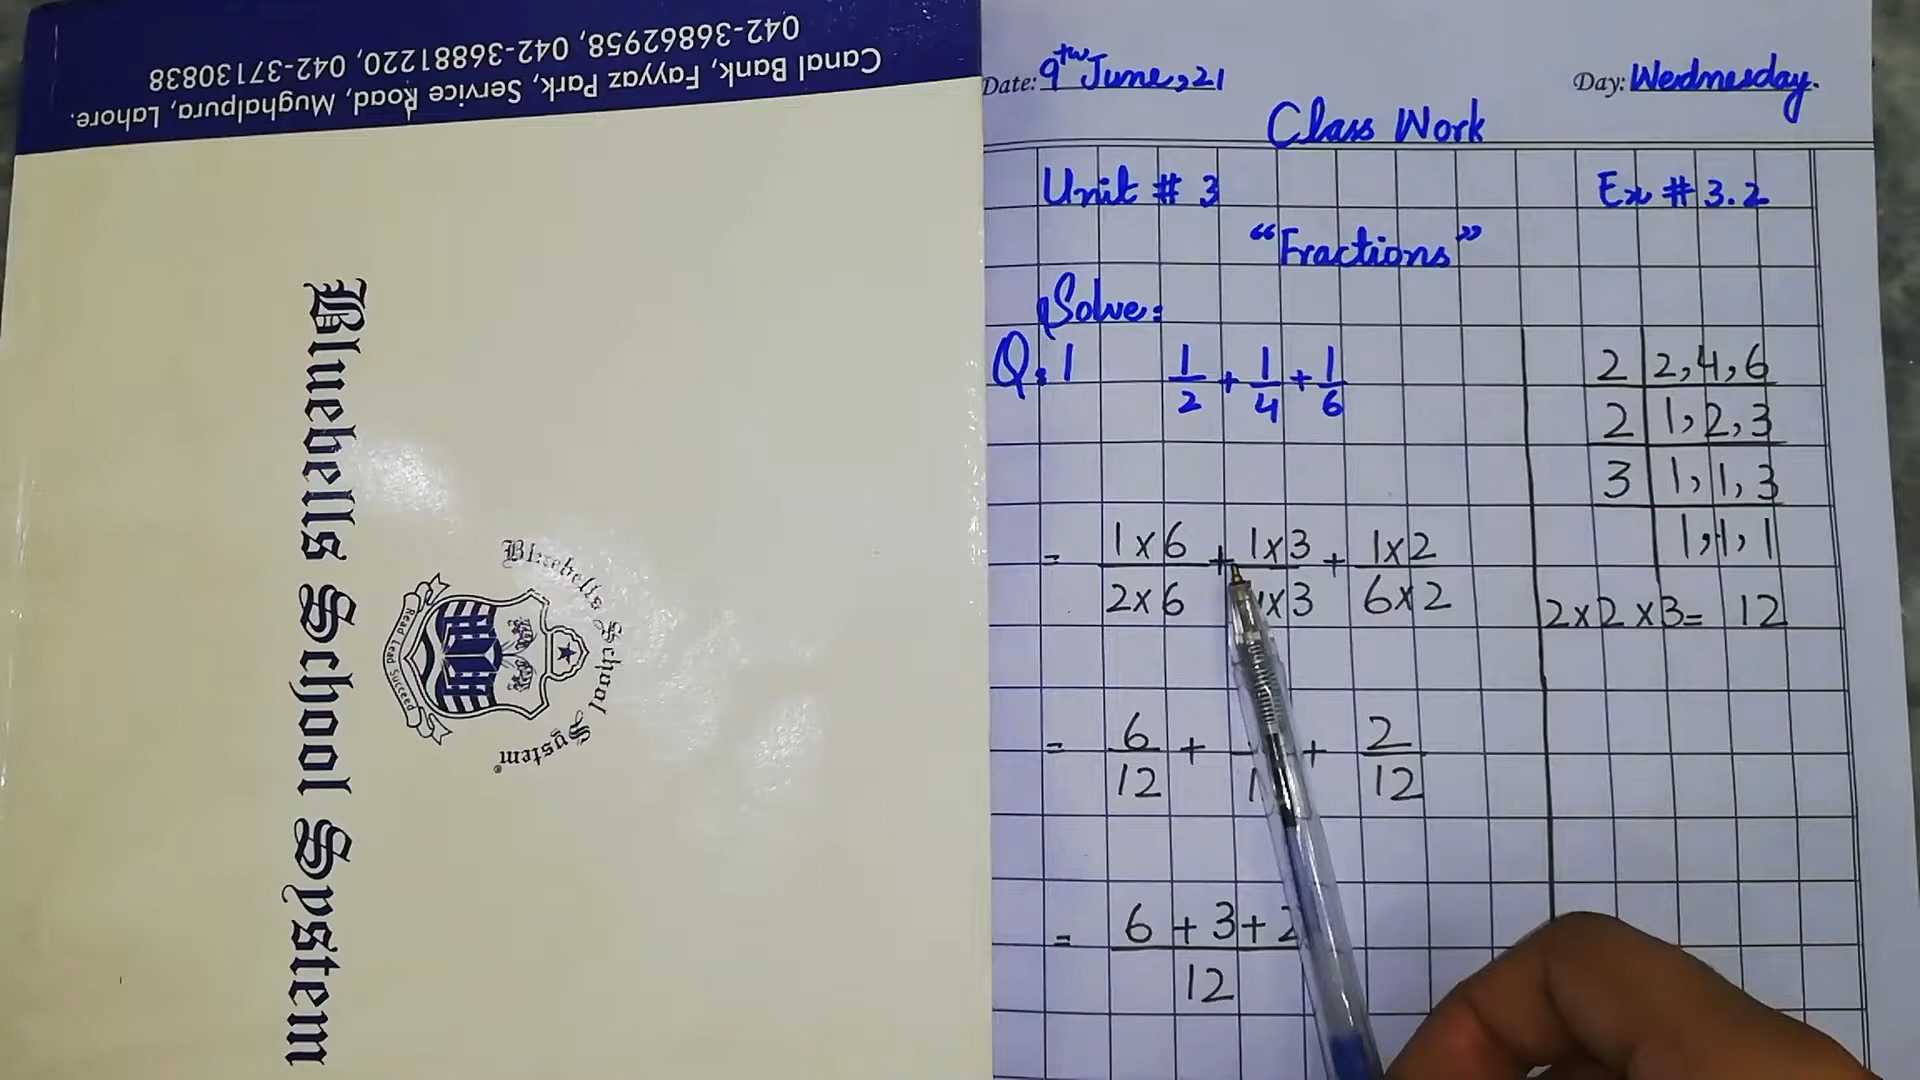 Canal Bank, Fayyaz Park, Service Road, Mughalpura, Lahore.
042-36862958, 042-36881220, 042-37130838
Bluebells School System
Bluebells School System®
Read Lead Succeed
Date: 9th June, 21
Day: Wednesday.
Class Work
Unit # 3
Ex # 3.2
"Fractions"
Solve:
Q.1 1/2 + 1/4 + 1/6
= 1x6/2x6 + 1x3/x3 + 1x2/6x2
= 6/12 + + 2/12
= 6+3+2/12
2 | 2,4,6
2 | 1,2,3
3 | 1,1,3
1,1,1
2x2x3= 12